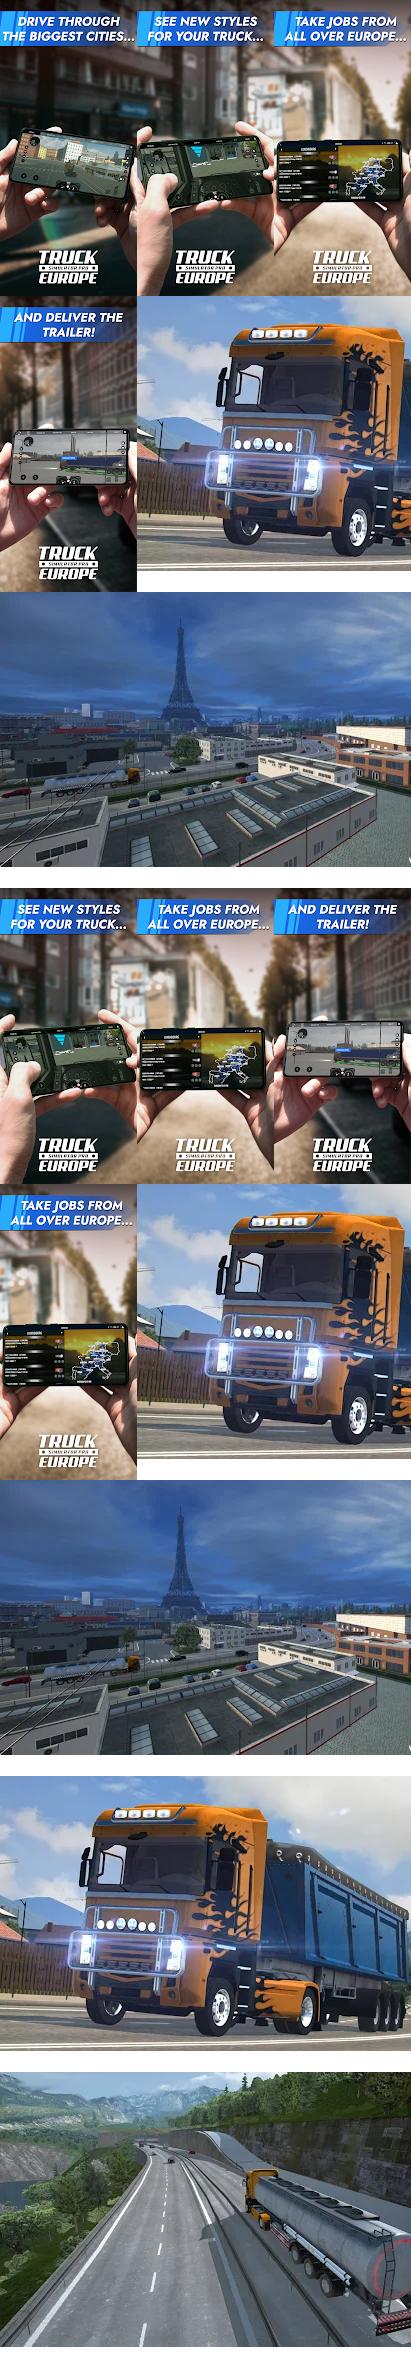 DRIVE THROUGH
THE BIGGEST CITIES...
SEE NEW STYLES
FOR YOUR TRUCK...
TAKE JOBS FROM
ALL OVER EUROPE...
TRUCK
SIMULATOR PRO
EUROPE
TRUCK
SIMULATOR PRO
EUROPE
TRUCK
SIMULATOR PRO
EUROPE
AND DELIVER THE
TRAILER!
TRUCK
SIMULATOR PRO
EUROPE
SEE NEW STYLES
FOR YOUR TRUCK...
TAKE JOBS FROM
ALL OVER EUROPE...
AND DELIVER THE
TRAILER!
TRUCK
SIMULATOR PRO
EUROPE
TRUCK
SIMULATOR PRO
EUROPE
TRUCK
SIMULATOR PRO
EUROPE
TAKE JOBS FROM
ALL OVER EUROPE...
TRUCK
SIMULATOR PRO
EUROPE